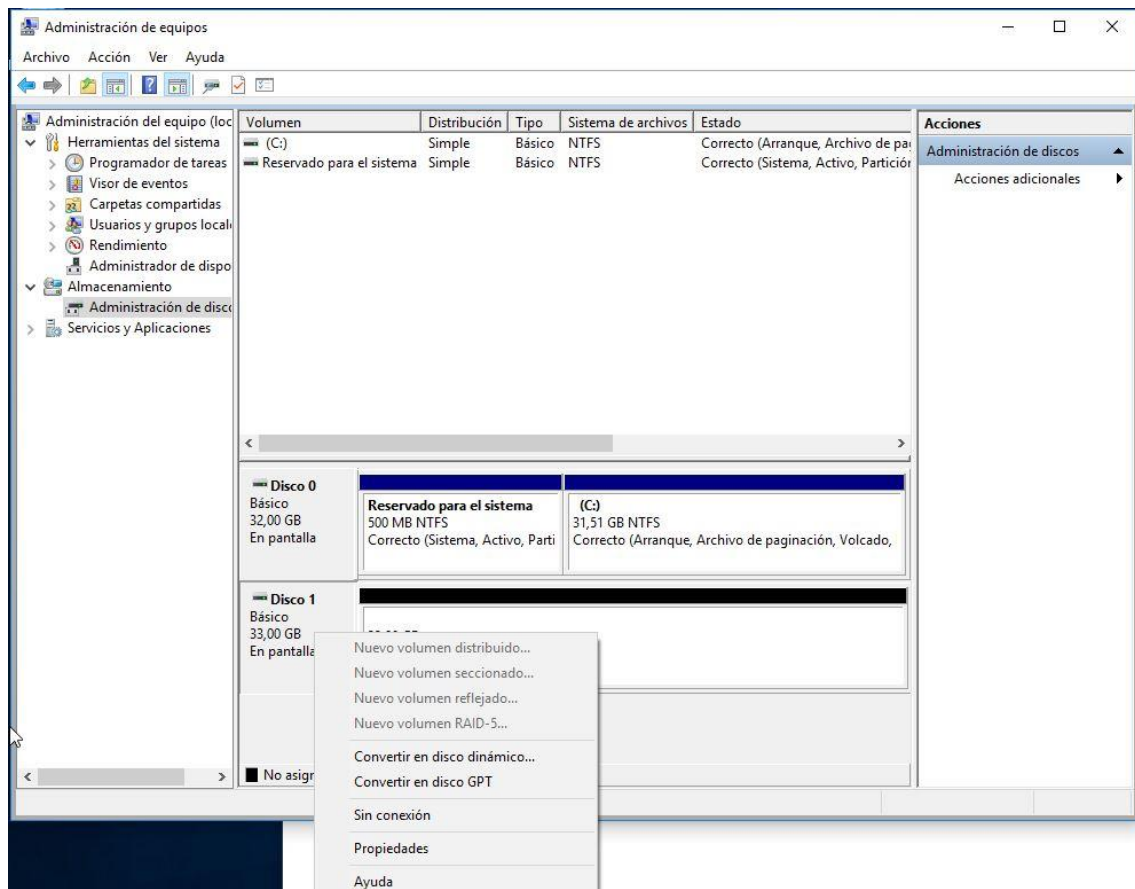 Administración de equipos
Archivo Acción Ver Ayuda
Administración del equipo (loc
Herramientas del sistema
Programador de tareas
Visor de eventos
Carpetas compartidas
Usuarios y grupos local
Rendimiento
Administrador de dispo
Almacenamiento
Administración de disc
Servicios y Aplicaciones
Volumen Distribución Tipo Sistema de archivos Estado
(C:) Simple Básico NTFS Correcto (Arranque, Archivo de pa
Reservado para el sistema Simple Básico NTFS Correcto (Sistema, Activo, Partición
Acciones
Administración de discos
Acciones adicionales
Disco 0
Básico
32,00 GB
En pantalla
Reservado para el sistema
500 MB NTFS
Correcto (Sistema, Activo, Parti
(C:)
31,51 GB NTFS
Correcto (Arranque, Archivo de paginación, Volcado,
Disco 1
Básico
33,00 GB
En pantalla
No asign
Nuevo volumen distribuido...
Nuevo volumen seccionado...
Nuevo volumen reflejado...
Nuevo volumen RAID-5...
Convertir en disco dinámico...
Convertir en disco GPT
Sin conexión
Propiedades
Ayuda